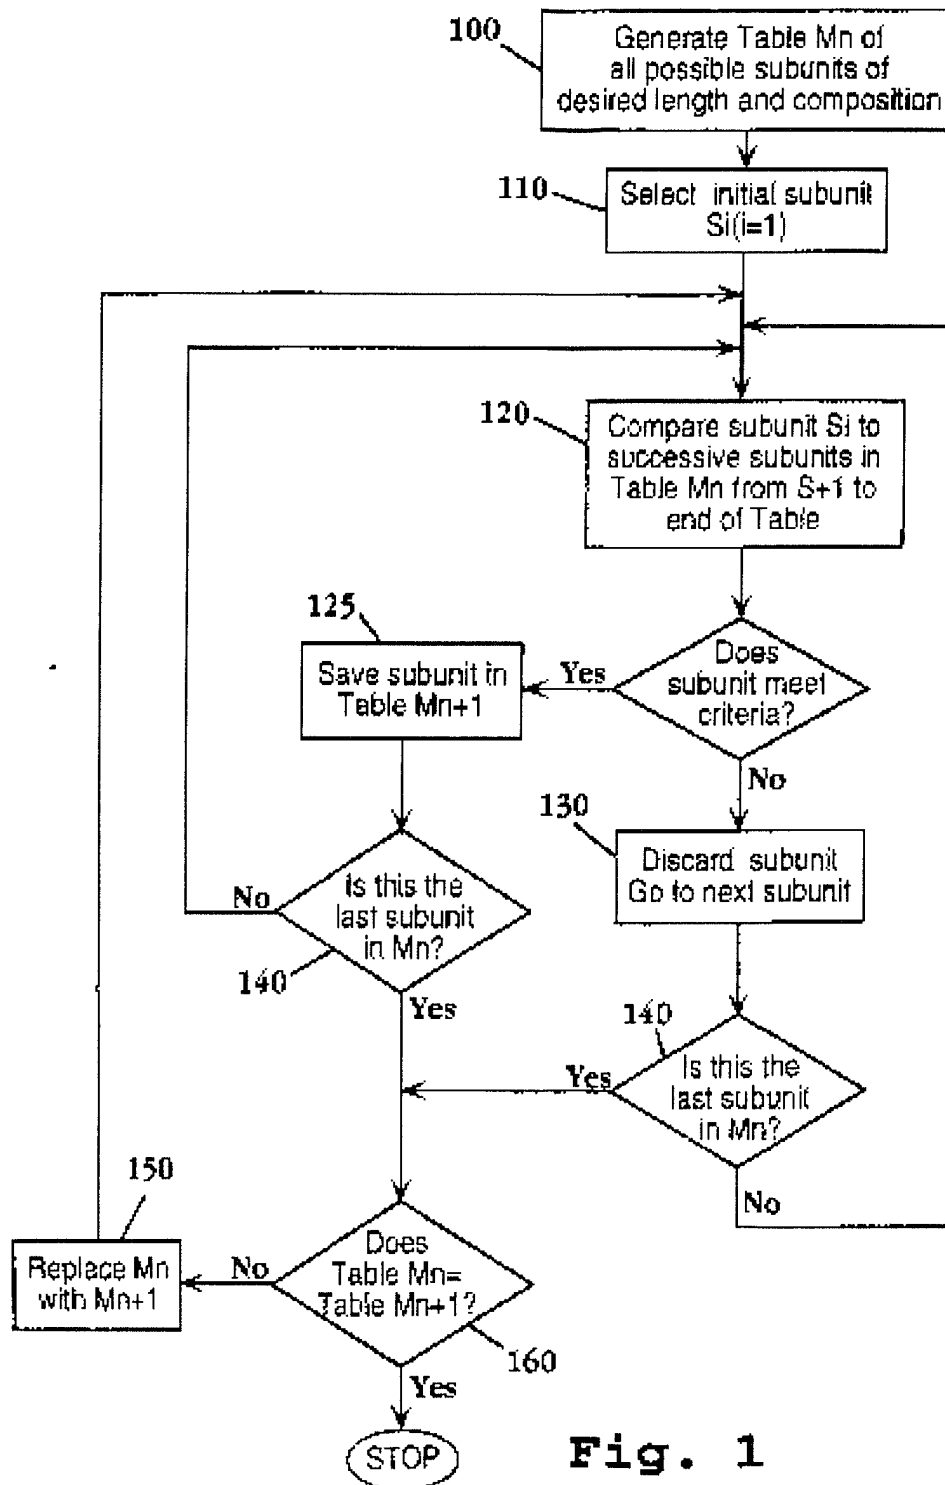 100
Generate Table Mn of
all possible subunits of
desired length and composition
110
Select initial subunit
Si(i=1)
120
Compare subunit Si to
successive subunits in
Table Mn from S+1 to
end of Table
125
Save subunit in
Table Mn+1
Yes
Does
subunit meet
criteria?
No
130
Discard subunit
Go to next subunit
No
Is this the
last subunit
in Mn?
140
Yes
140
Yes
Is this the
last subunit
in Mn?
No
150
Replace Mn
with Mn+1
No
Does
Table Mn=
Table Mn+1?
160
Yes
STOP
Fig. 1